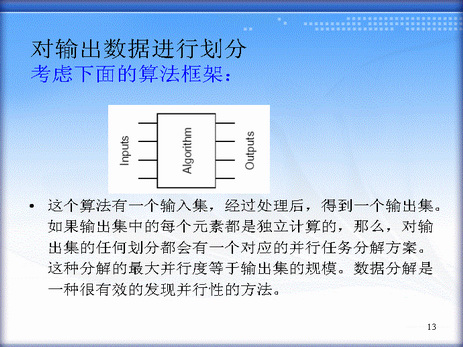 对输出数据进行划分
考虑下面的算法框架：
Inputs
Algorithm
Outputs
• 这个算法有一个输入集，经过处理后，得到一个输出集。
如果输出集中的每个元素都是独立计算的，那么，对输
出集的任何划分都会有一个对应的并行任务分解方案。
这种分解的最大并行度等于输出集的规模。数据分解是
一种很有效的发现并行性的方法。
13